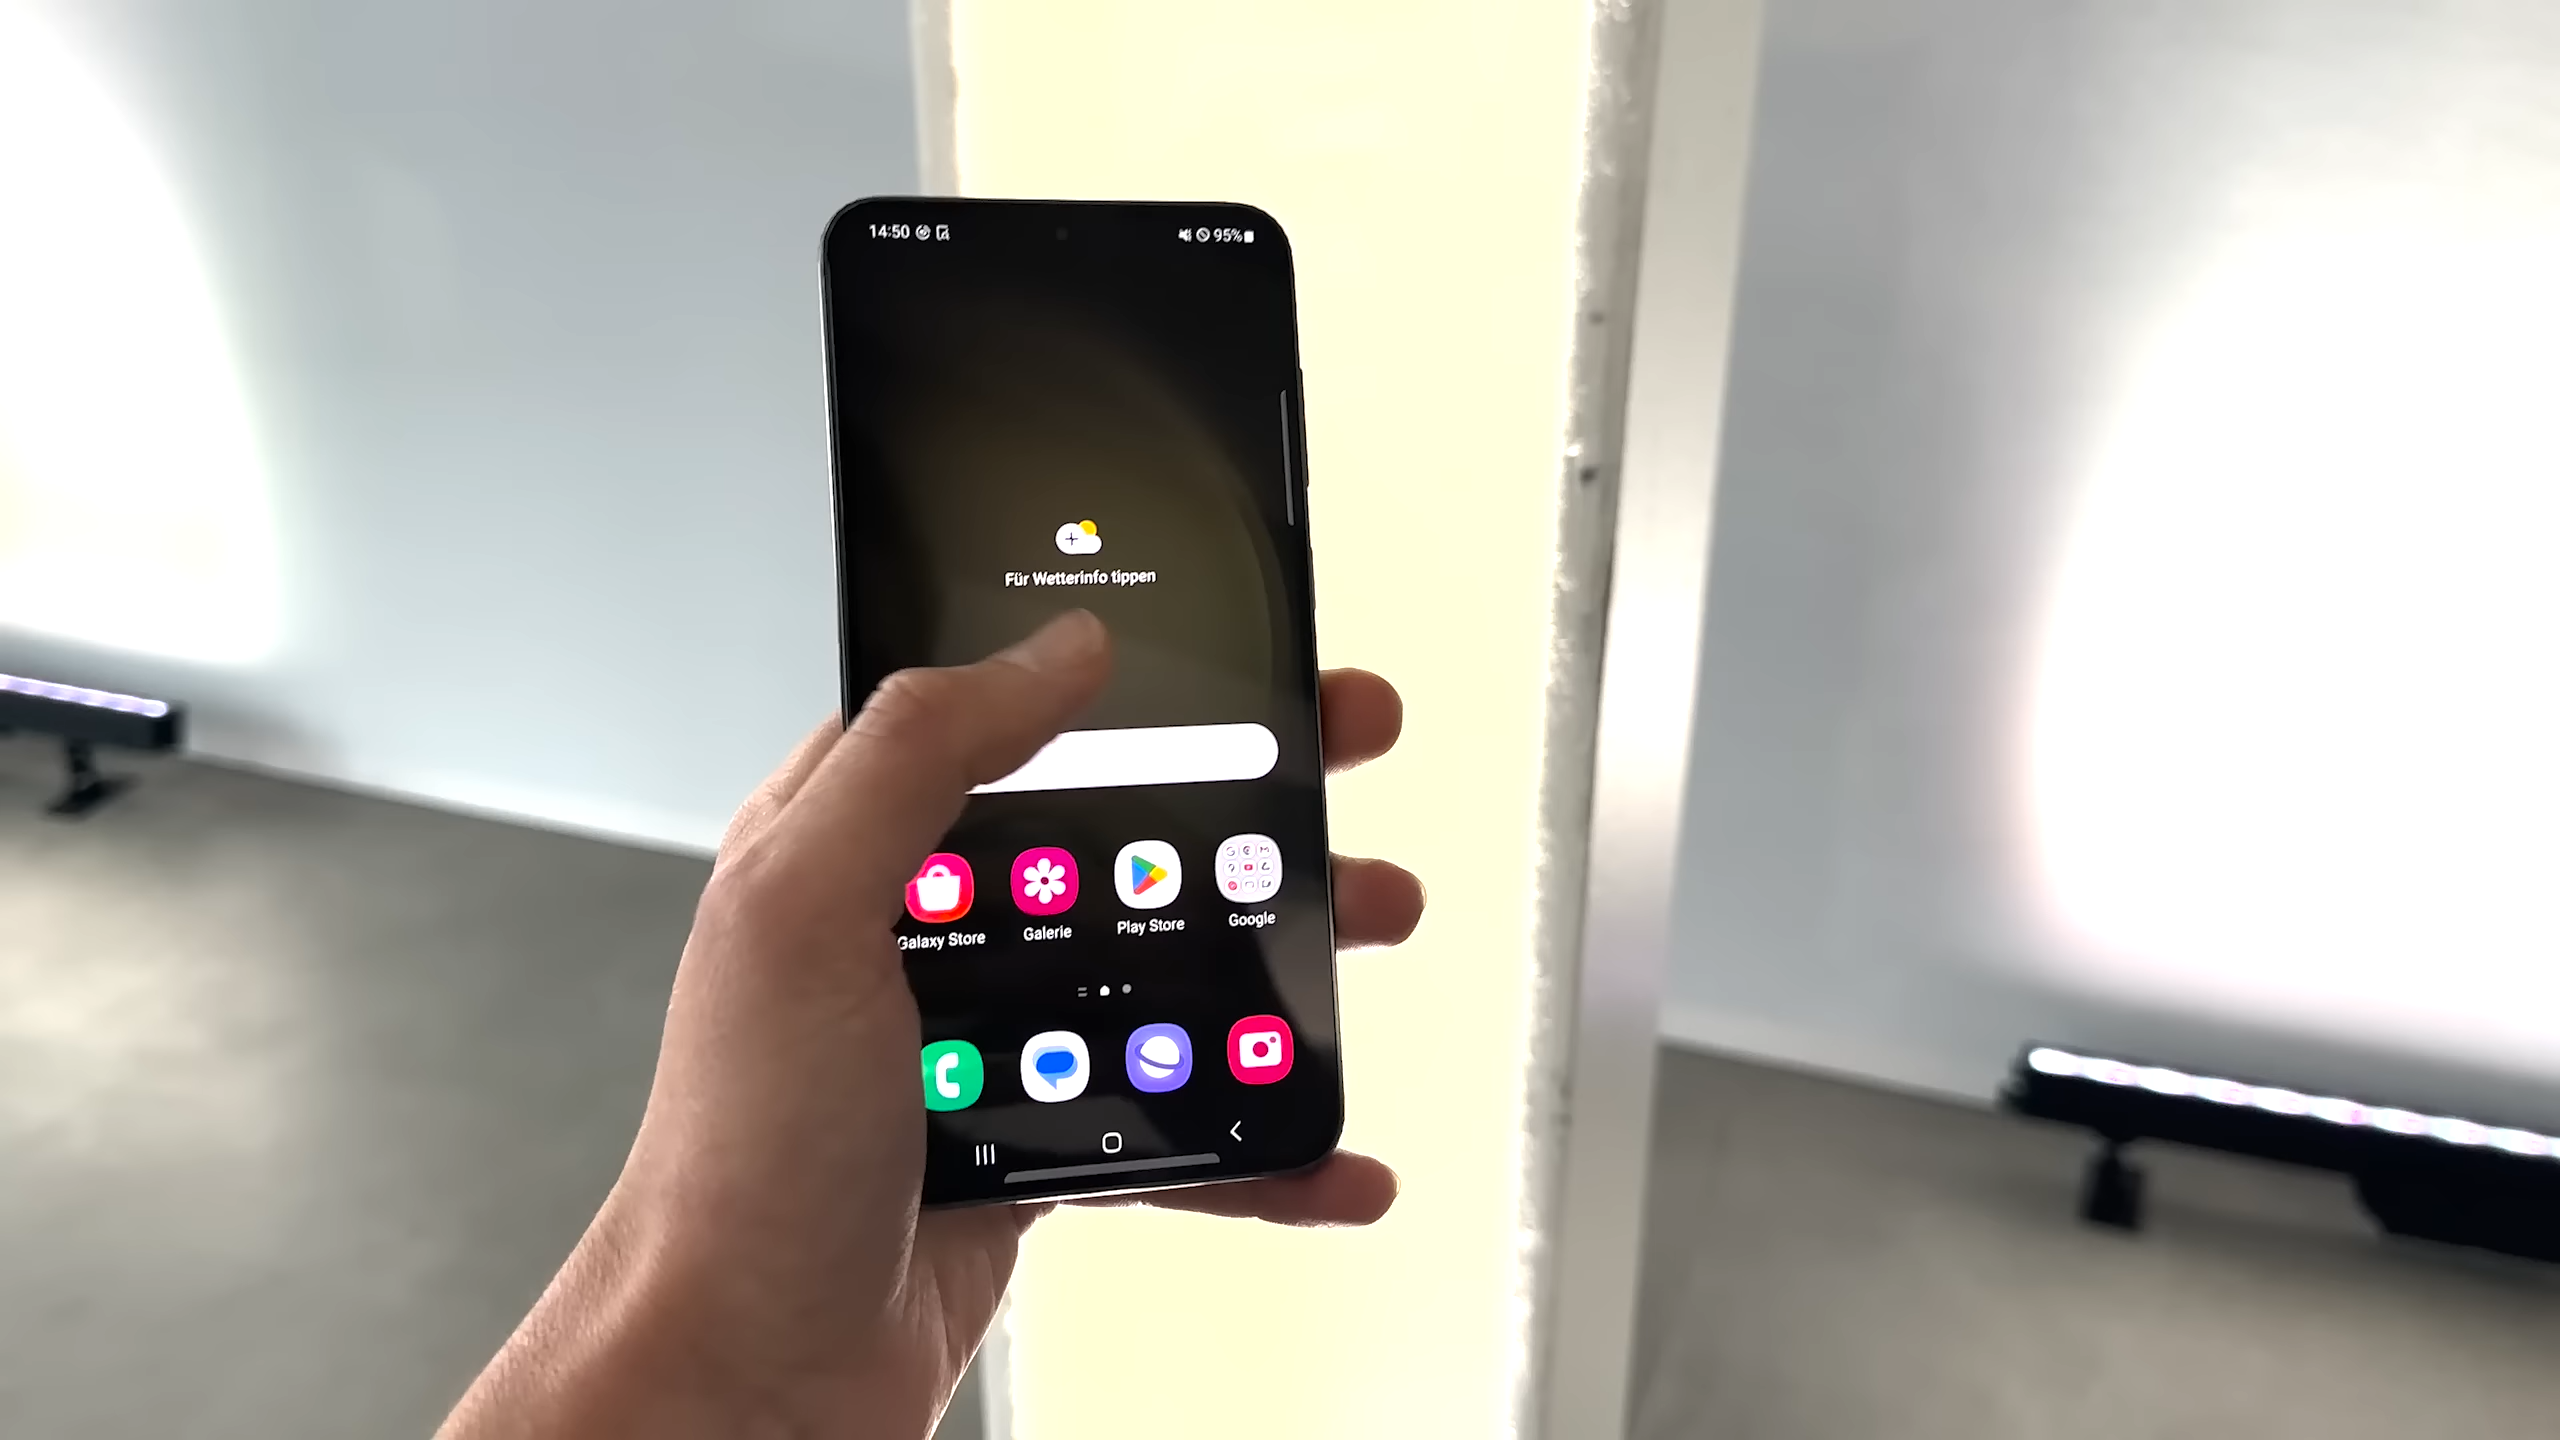 14:50
95%
Für Wetterinfo tippen
Galaxy Store
Galerie
Play Store
Google